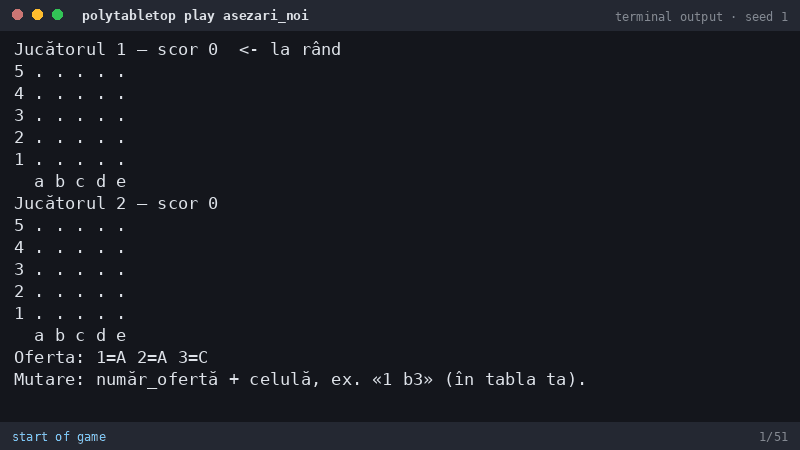 polytabletop play asezari_noi
terminal output · seed 1
Jucătorul 1 — scor 0  <- la rând
5 . . . . .
4 . . . . .
3 . . . . .
2 . . . . .
1 . . . . .
  a b c d e
Jucătorul 2 — scor 0
5 . . . . .
4 . . . . .
3 . . . . .
2 . . . . .
1 . . . . .
  a b c d e
Oferta: 1=A 2=A 3=C
Mutare: număr_ofertă + celulă, ex. «1 b3» (în tabla ta).
start of game
1/51